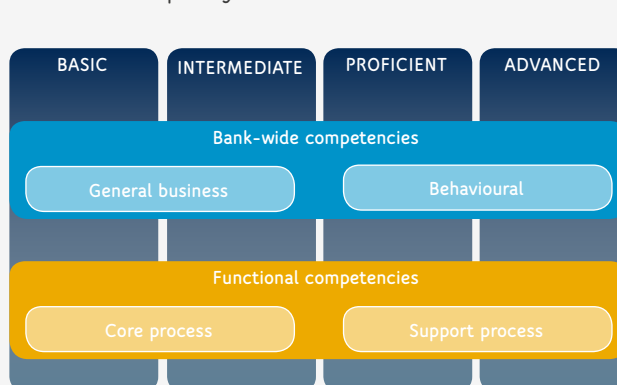 BASIC INTERMEDIATE PROFICIENT ADVANCED
Bank-wide competencies
General business Behavioural
Functional competencies
Core process Support process